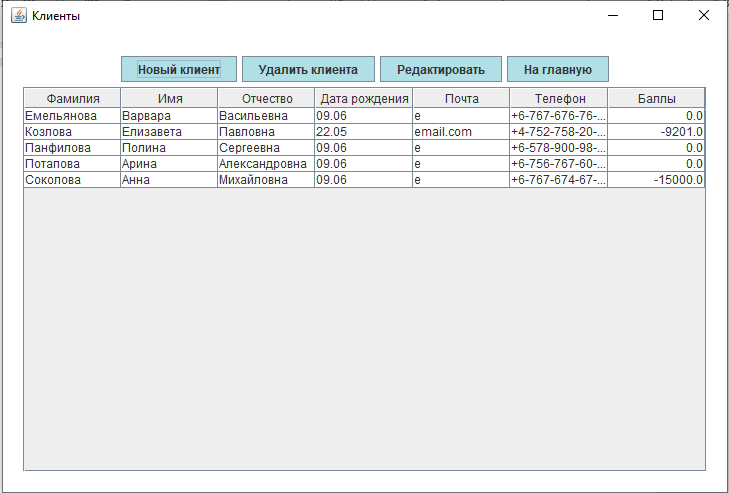 Клиенты
Новый клиент Удалить клиента Редактировать На главную
Фамилия Имя Отчество Дата рождения Почта Телефон Баллы
Емельянова Варвара Васильевна 09.06 e +6-767-676-76-... 0.0
Козлова Елизавета Павловна 22.05 email.com +4-752-758-20-... -9201.0
Панфилова Полина Сергеевна 09.06 e +6-578-900-98-... 0.0
Потапова Арина Александровна 09.06 e +6-756-767-60-... 0.0
Соколова Анна Михайловна 09.06 e +6-767-674-67-... -15000.0